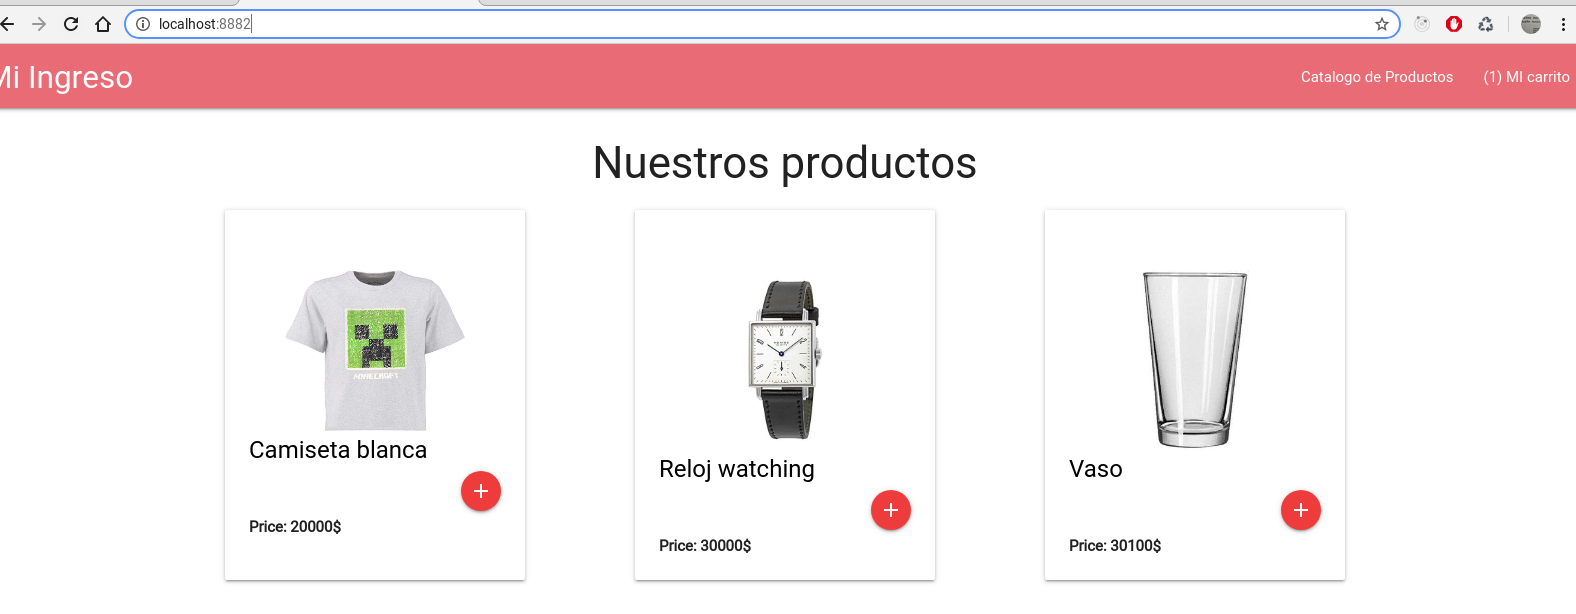 localhost:8882
Mi Ingreso
Catalogo de Productos
(1) MI carrito
Nuestros productos
MINECRAFT
Camiseta blanca
Price: 20000$
Reloj watching
Price: 30000$
Vaso
Price: 30100$